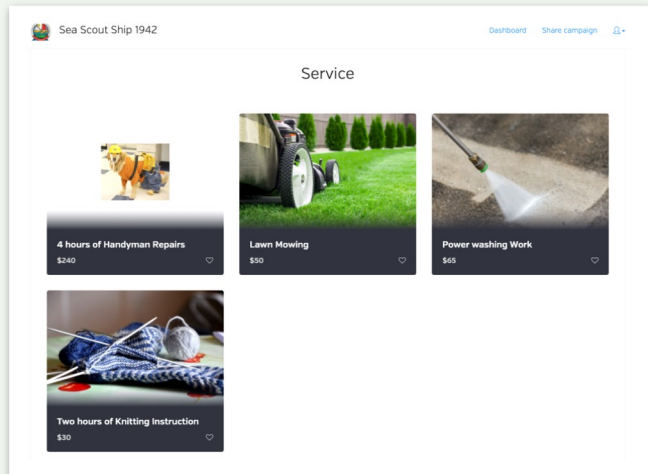 Sea Scout Ship 1942
Dashboard
Share campaign
Service
4 hours of Handyman Repairs
$240
Lawn Mowing
$50
Power washing Work
$65
Two hours of Knitting Instruction
$30